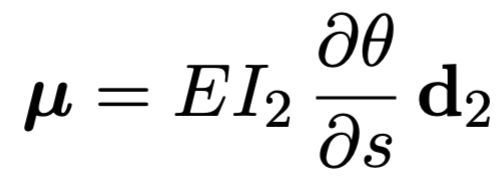 𝝁 = EI₂ ∂θ/∂s 𝐝₂